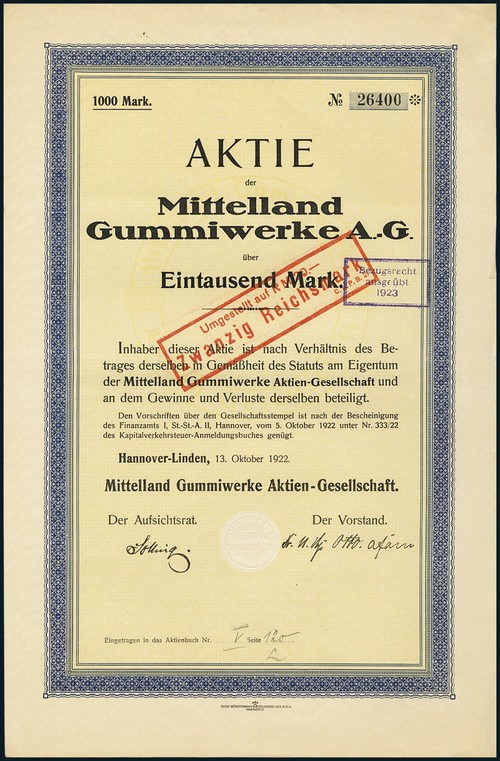 1000 Mark.
№ 26400
AKTIE
der
Mittelland
Gummiwerke A.-G.
über
Eintausend Mark.
Umgestellt auf
Zwanzig Reichsmark
Bezugsrecht
ausgeübt
1923
Inhaber dieser Aktie ist nach Verhältnis des Be-
trages derselben in Gemäßheit des Statuts am Eigentum
der Mittelland Gummiwerke Aktien-Gesellschaft und
an dem Gewinne und Verluste derselben beteiligt.
Den Vorschriften über den Gesellschaftsstempel ist nach der Bescheinigung
des Finanzamts I, St.-St.-A. II, Hannover, vom 5. Oktober 1922 unter Nr. 333/22
des Kapitalverkehrsteuer-Anmeldungsbuches genügt.
Hannover-Linden, 13. Oktober 1922.
Mittelland Gummiwerke Aktien-Gesellschaft.
Der Aufsichtsrat.
Der Vorstand.
Eingetragen in das Aktienbuch Nr. V Seite 120